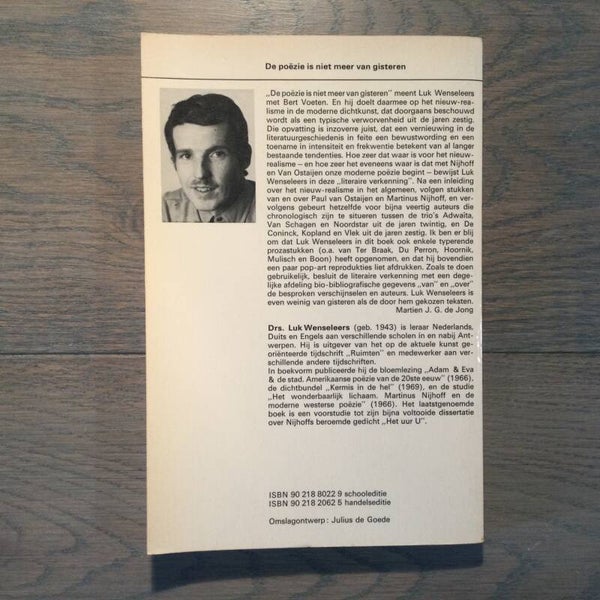 De poëzie is niet meer van gisteren
„De poëzie is niet meer van gisteren" meent Luk Wenseleers
met Bert Voeten. En hij doelt daarmee op het nieuw-rea-
lisme in de moderne dichtkunst, dat doorgaans beschouwd
wordt als een typische verworvenheid uit de jaren zestig.
Die opvatting is inzoverre juist, dat een vernieuwing in de
literatuurgeschiedenis in feite een bewustwording en een
toename in intensiteit en frekwentie betekent van al langer
bestaande tendenties. Hoe zeer dat waar is voor het nieuw-
realisme – en hoe zeer het eveneens waar is dat met Nijhoff
en Van Ostaijen onze moderne poëzie begint – bewijst Luk
Wenseleers in deze „literaire verkenning". Na een inleiding
over het nieuw-realisme in het algemeen, volgen stukken
van en over Paul van Ostaijen en Martinus Nijhoff, en ver-
volgens gebeurt hetzelfde voor bijna veertig auteurs die
chronologisch zijn te situeren tussen de trio's Adwaita,
Van Schagen en Noordstar uit de jaren twintig, en De
Coninck, Kopland en Vlek uit de jaren zestig. Ik ben er blij
om dat Luk Wenseleers in dit boek ook enkele typerende
prozastukken (o.a. van Ter Braak, Du Perron, Hoornik,
Mulisch en Boon) heeft opgenomen, en dat hij bovendien
een paar pop-art reprodukties liet afdrukken. Zoals te doen
gebruikelijk, besluit de literaire verkenning met een dege-
lijke afdeling bio-bibliografische gegevens „van" en „over"
de besproken verschijnselen en auteurs. Luk Wenseleers is
even weinig van gisteren als de door hem gekozen teksten.
Martien J. G. de Jong
Drs. Luk Wenseleers (geb. 1943) is leraar Nederlands,
Duits en Engels aan verschillende scholen in en nabij Ant-
werpen. Hij is uitgever van het op de aktuele kunst ge-
oriënteerde tijdschrift „Ruimten" en medewerker aan ver-
schillende andere tijdschriften.
In boekvorm publiceerde hij de bloemlezing „Adam & Eva
& de stad. Amerikaanse poëzie van de 20ste eeuw" (1966),
de dichtbundel „Kermis in de hel" (1969), en de studie
„Het wonderbaarlijk lichaam. Martinus Nijhoff en de
moderne westerse poëzie" (1966). Het laatstgenoemde
boek is een voorstudie tot zijn bijna voltooide dissertatie
over Nijhoffs beroemde gedicht „Het uur U".
ISBN 90 218 8022 9 schooleditie
ISBN 90 218 2062 5 handelseditie
Omslagontwerp: Julius de Goede